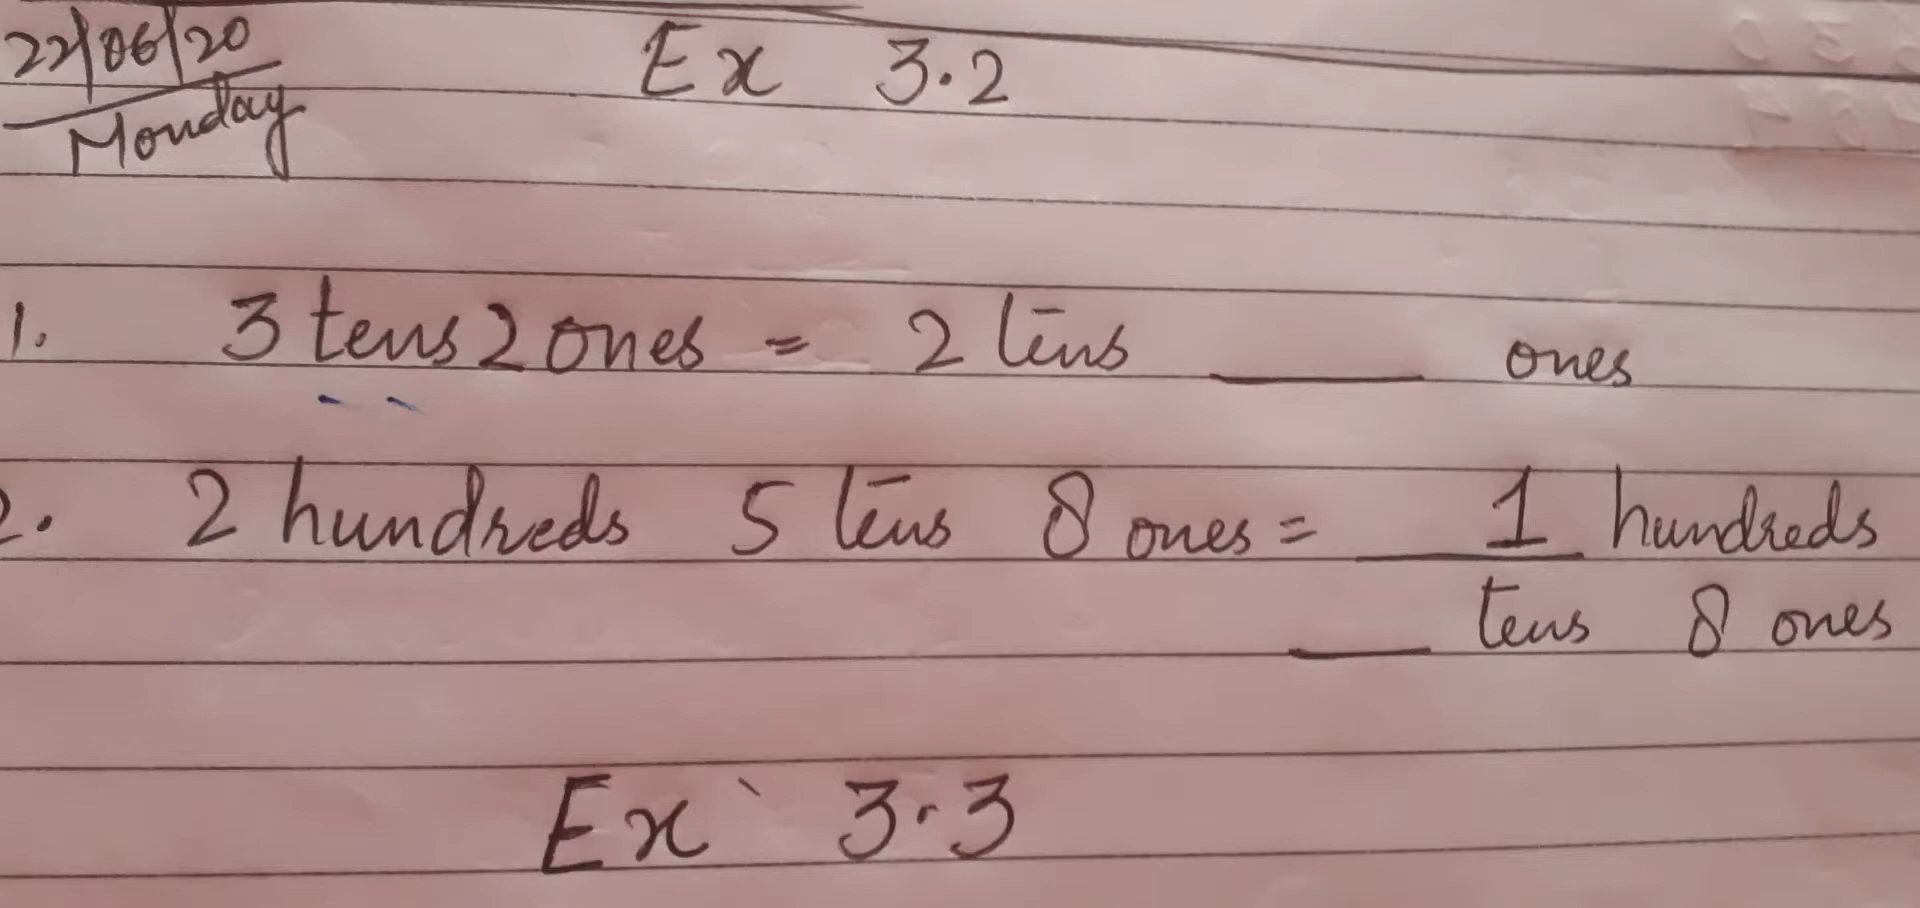 22/06/20 Ex 3.2
Monday
1. 3 tens 2 ones = 2 tens ____ ones
2. 2 hundreds 5 tens 8 ones = __1__ hundreds
____ tens 8 ones
Ex 3.3